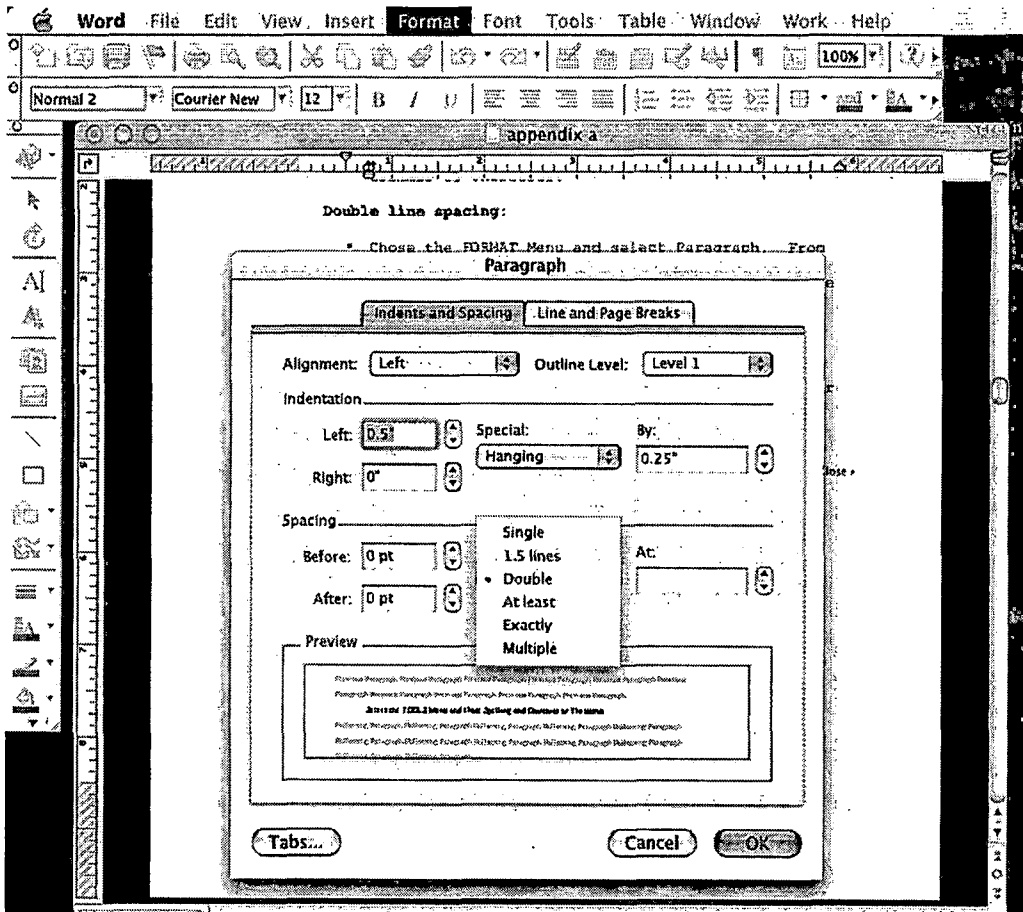 Word File Edit View Insert Format Font Tools Table Window Work Help
100%
Normal 2 Courier New 12 B I U
appendix a
Double line spacing:
• Chose the FORMAT Menu and select Paragraph. From
Paragraph
Indents and Spacing Line and Page Breaks
Alignment: Left Outline Level: Level 1
Indentation
Left: 0.5" Special: By:
Hanging 0.25"
Right: 0"
Spacing
Single
Before: 0 pt 1.5 lines At:
• Double
After: 0 pt At least
Exactly
Preview Multiple
Tabs... Cancel OK